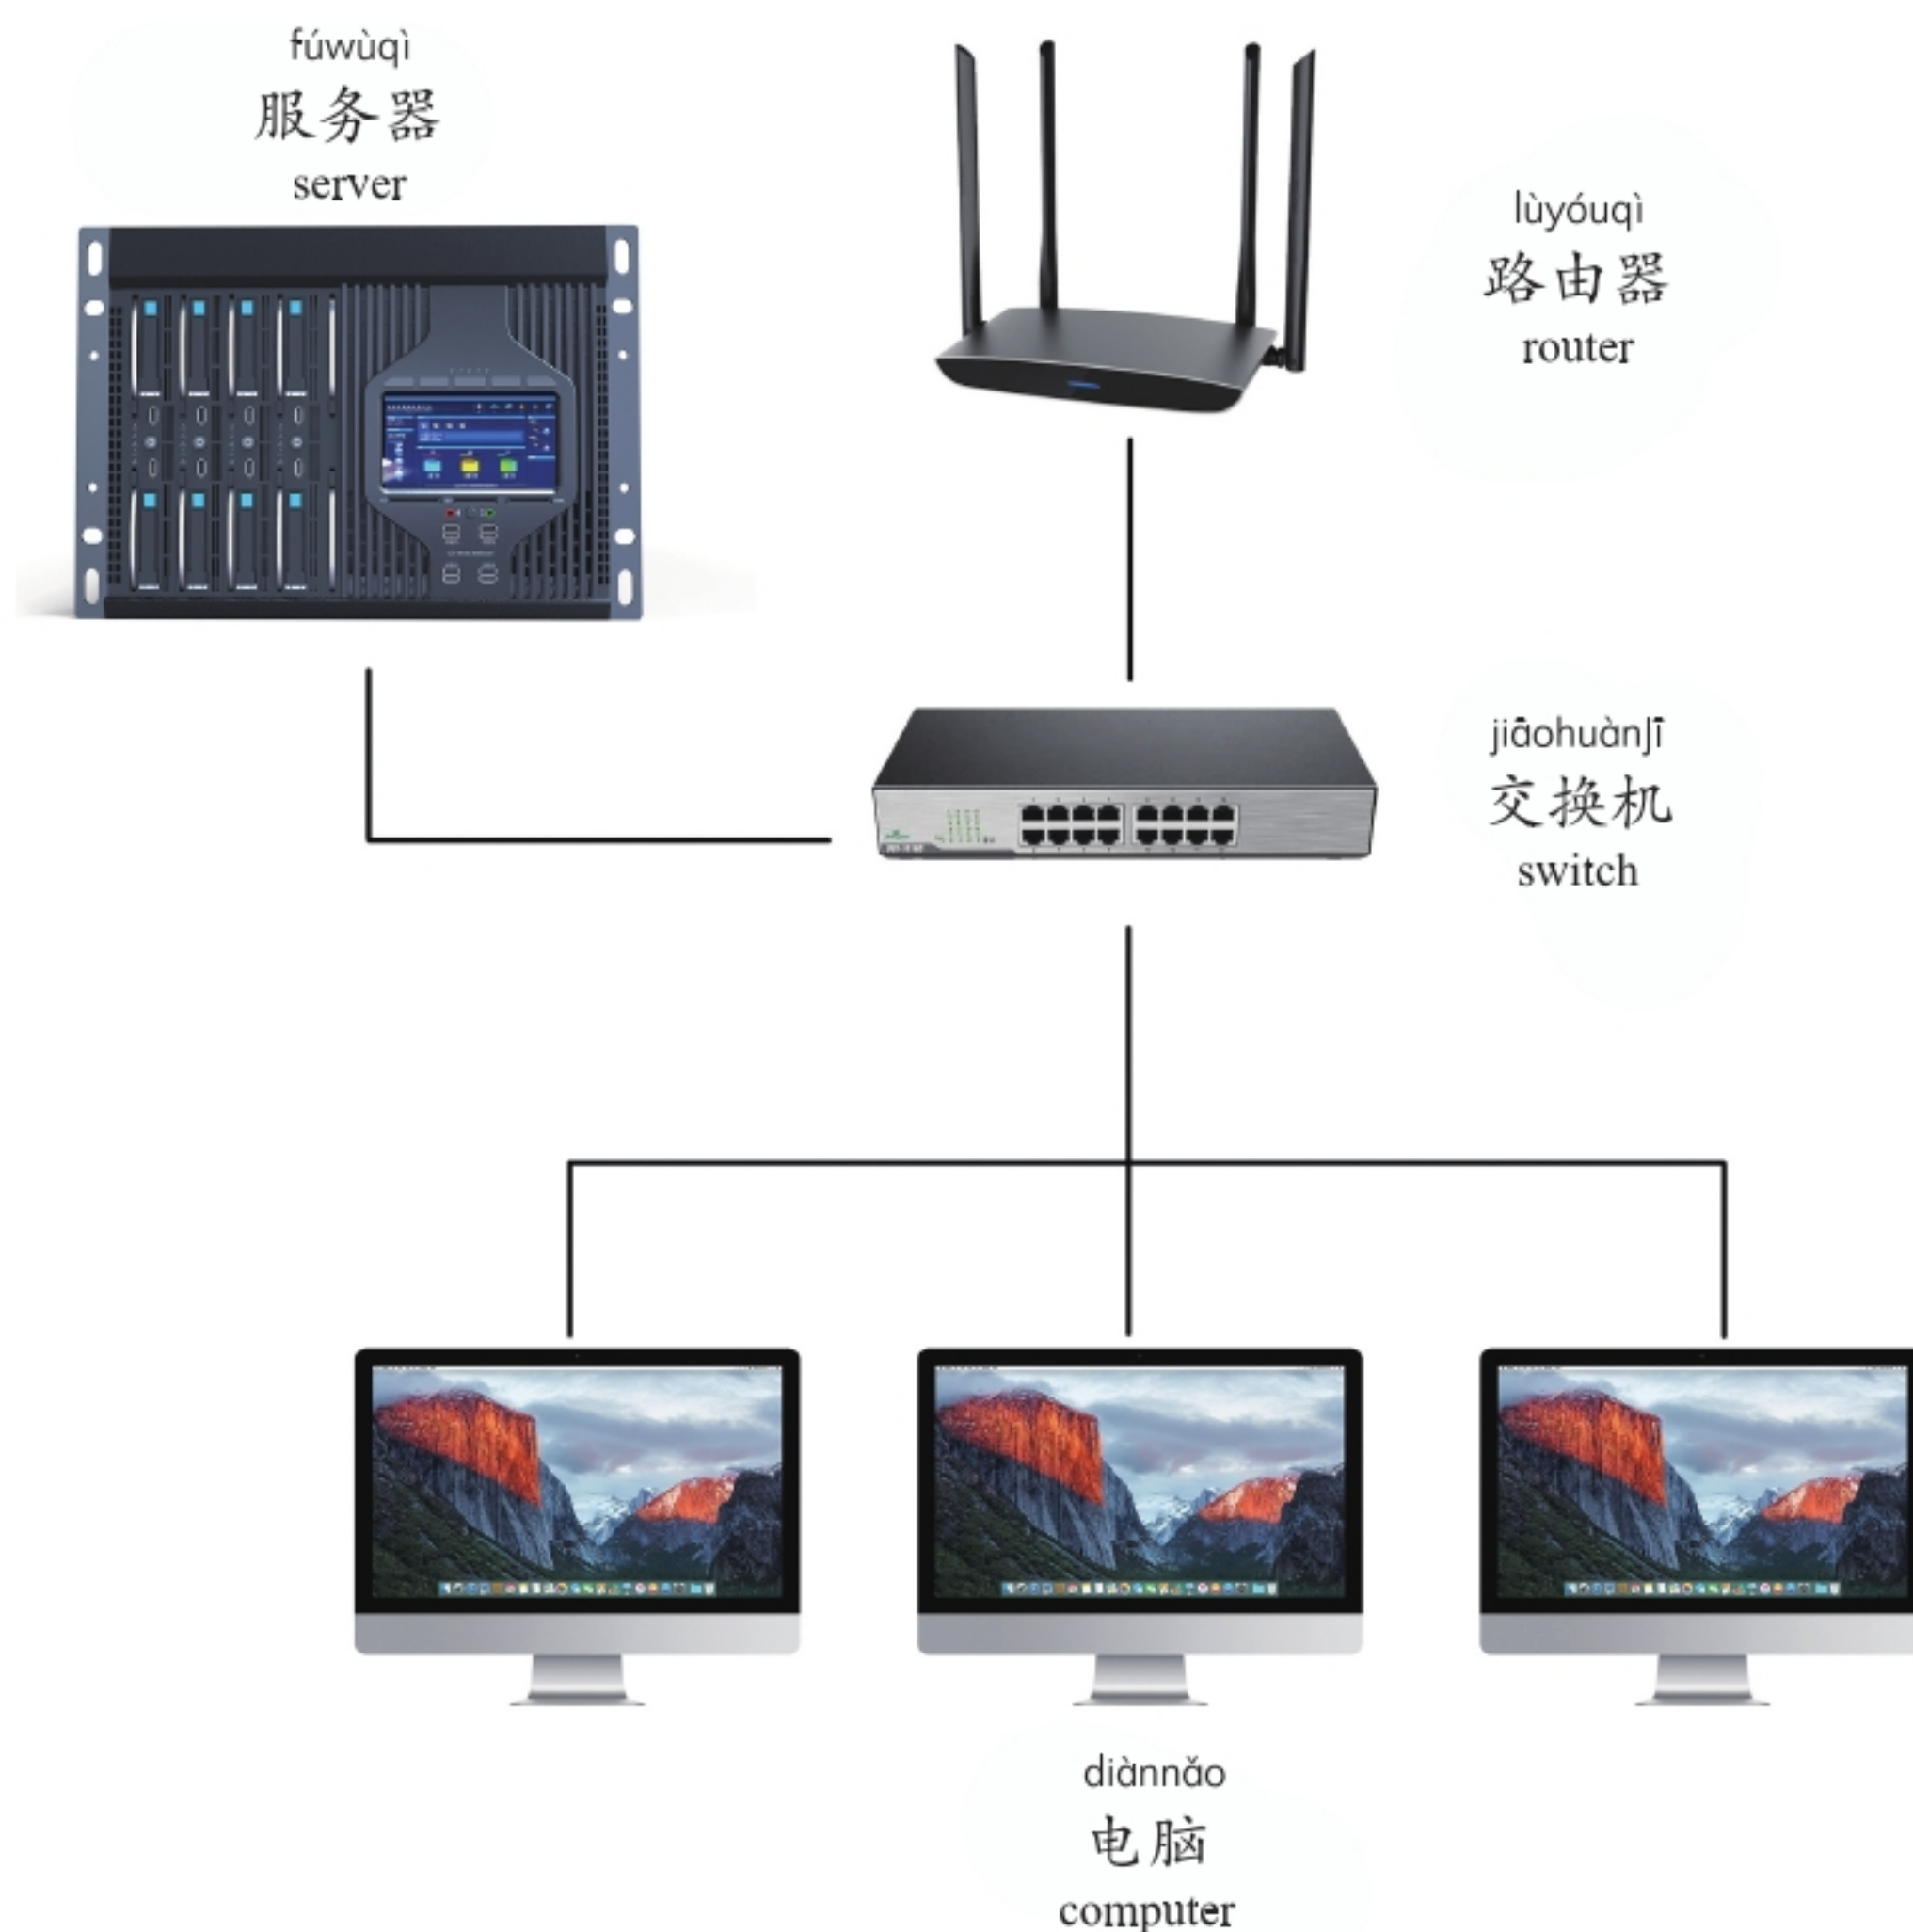 fúwùqì
服务器
server
lùyóuqì
路由器
router
jiāohuànjī
交换机
switch
diànnǎo
电脑
computer